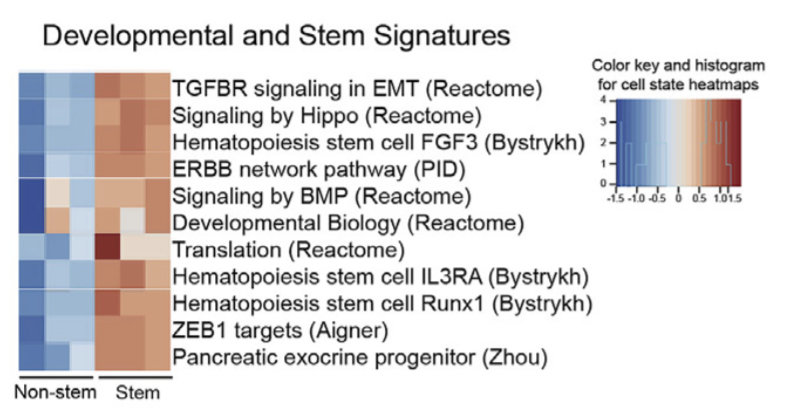 Developmental and Stem Signatures
TGFBR signaling in EMT (Reactome)
Signaling by Hippo (Reactome)
Hematopoiesis stem cell FGF3 (Bystrykh)
ERBB network pathway (PID)
Signaling by BMP (Reactome)
Developmental Biology (Reactome)
Translation (Reactome)
Hematopoiesis stem cell IL3RA (Bystrykh)
Hematopoiesis stem cell Runx1 (Bystrykh)
ZEB1 targets (Aigner)
Pancreatic exocrine progenitor (Zhou)
Non-stem Stem
Color key and histogram
for cell state heatmaps
4
3
2
1
0
-1.5 -1.0 -0.5 0 0.5 1.01.5